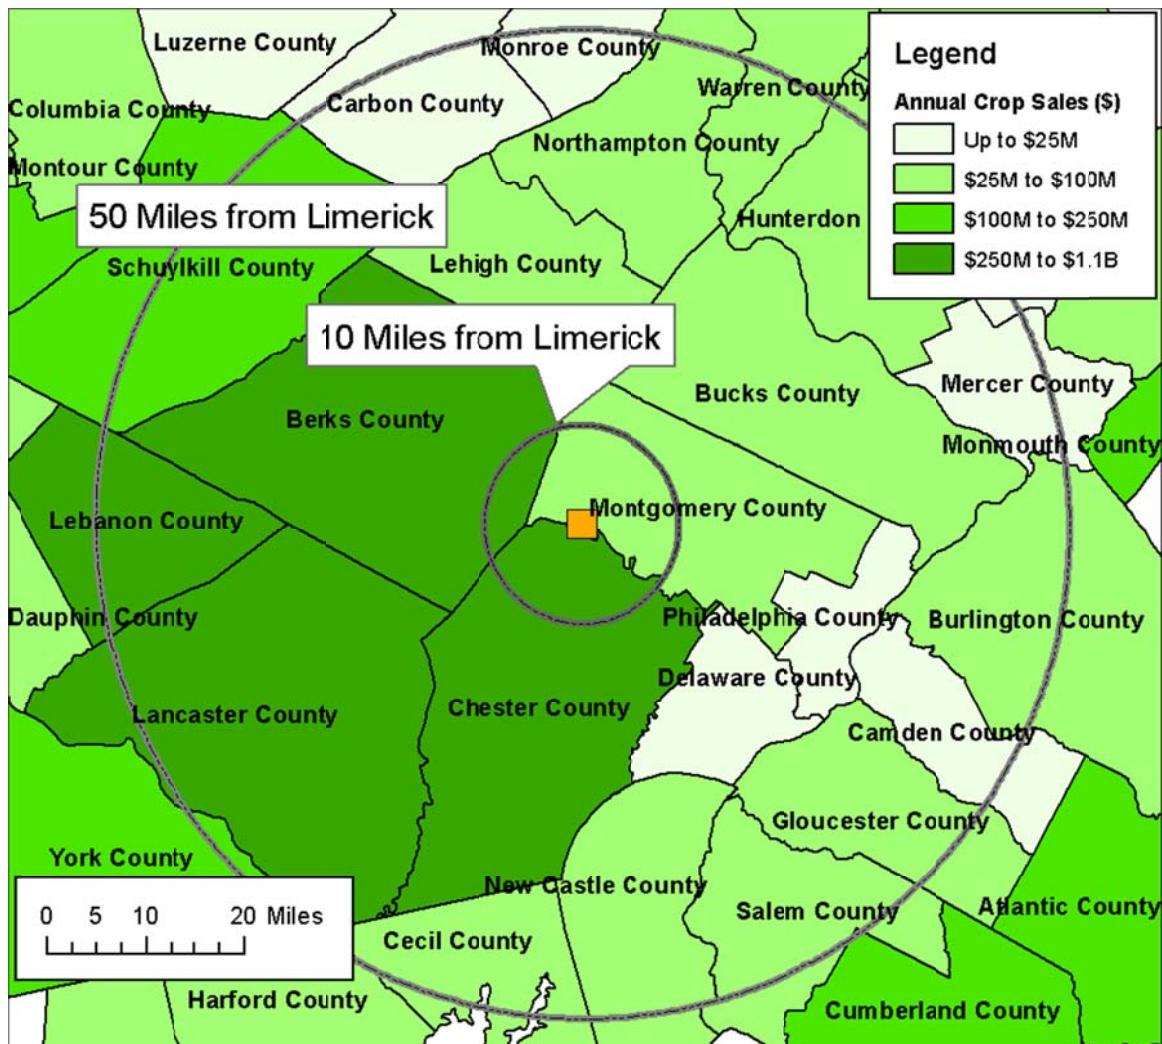 Luzerne County
Monroe County
Legend
Warren County
Annual Crop Sales ($)
Columbia County
Carbon County
Up to $25M
Northampton County
Montour County
$25M to $100M
50 Miles from Limerick
Hunterdon
$100M to $250M
Schuylkill County
Lehigh County
$250M to $1.1B
10 Miles from Limerick
Mercer County
Bucks County
Berks County
Monmouth County
Lebanon County
Montgomery County
Dauphin County
Philadelphia County
Burlington County
Delaware County
Lancaster County
Chester County
Camden County
Gloucester County
York County
New Castle County
Salem County
Atlantic County
0 5 10 20 Miles
Cecil County
Harford County
Cumberland County